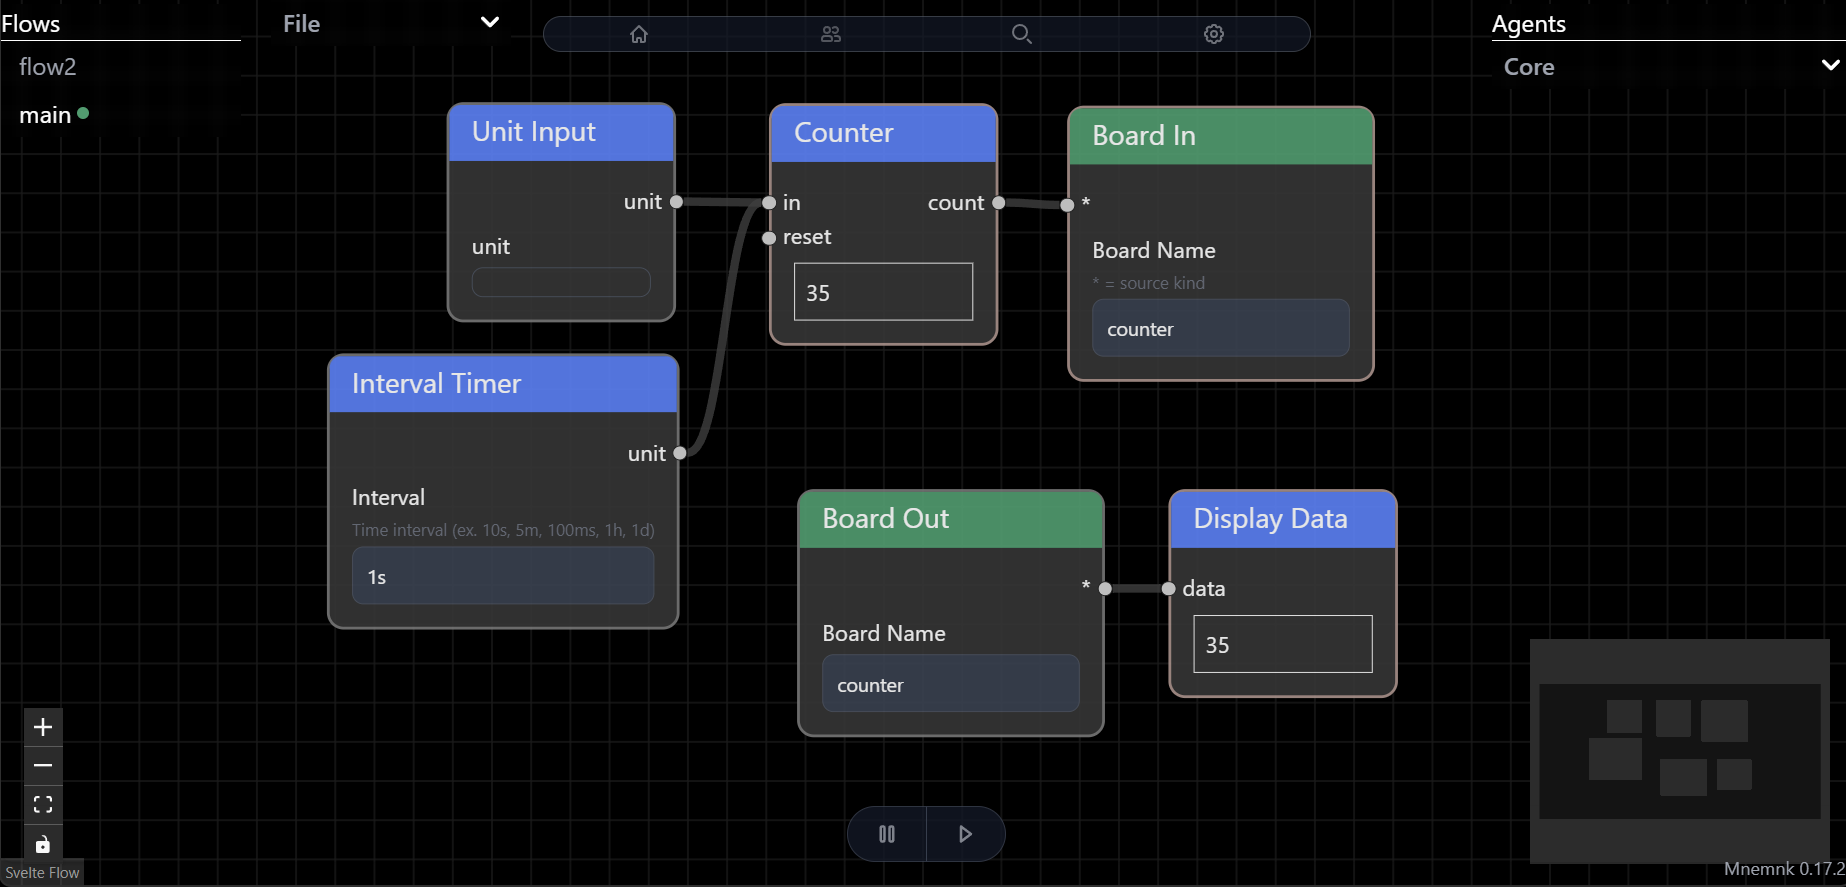 Flows
flow2
main
File
Agents
Core
Unit Input
unit
unit
Counter
in
count
reset
35
Board In
*
Board Name
* = source kind
counter
Interval Timer
unit
Interval
Time interval (ex. 10s, 5m, 100ms, 1h, 1d)
1s
Board Out
*
Board Name
counter
Display Data
data
35
Svelte Flow
Mnemnk 0.17.2